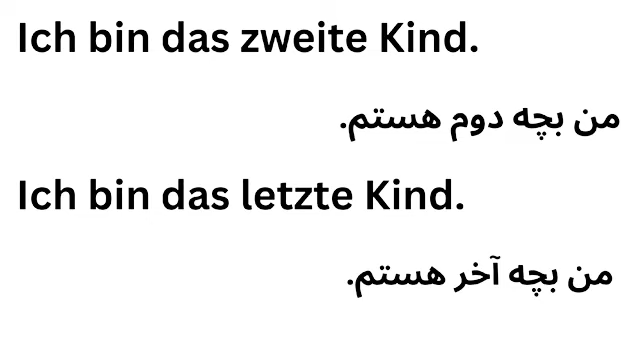 Ich bin das zweite Kind.
من بچه دوم هستم.
Ich bin das letzte Kind.
من بچه آخر هستم.